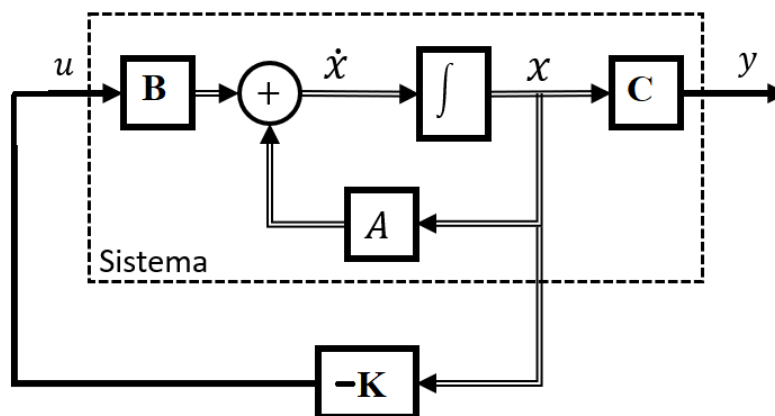 u B + ẋ ∫ x C y
A
Sistema
−K